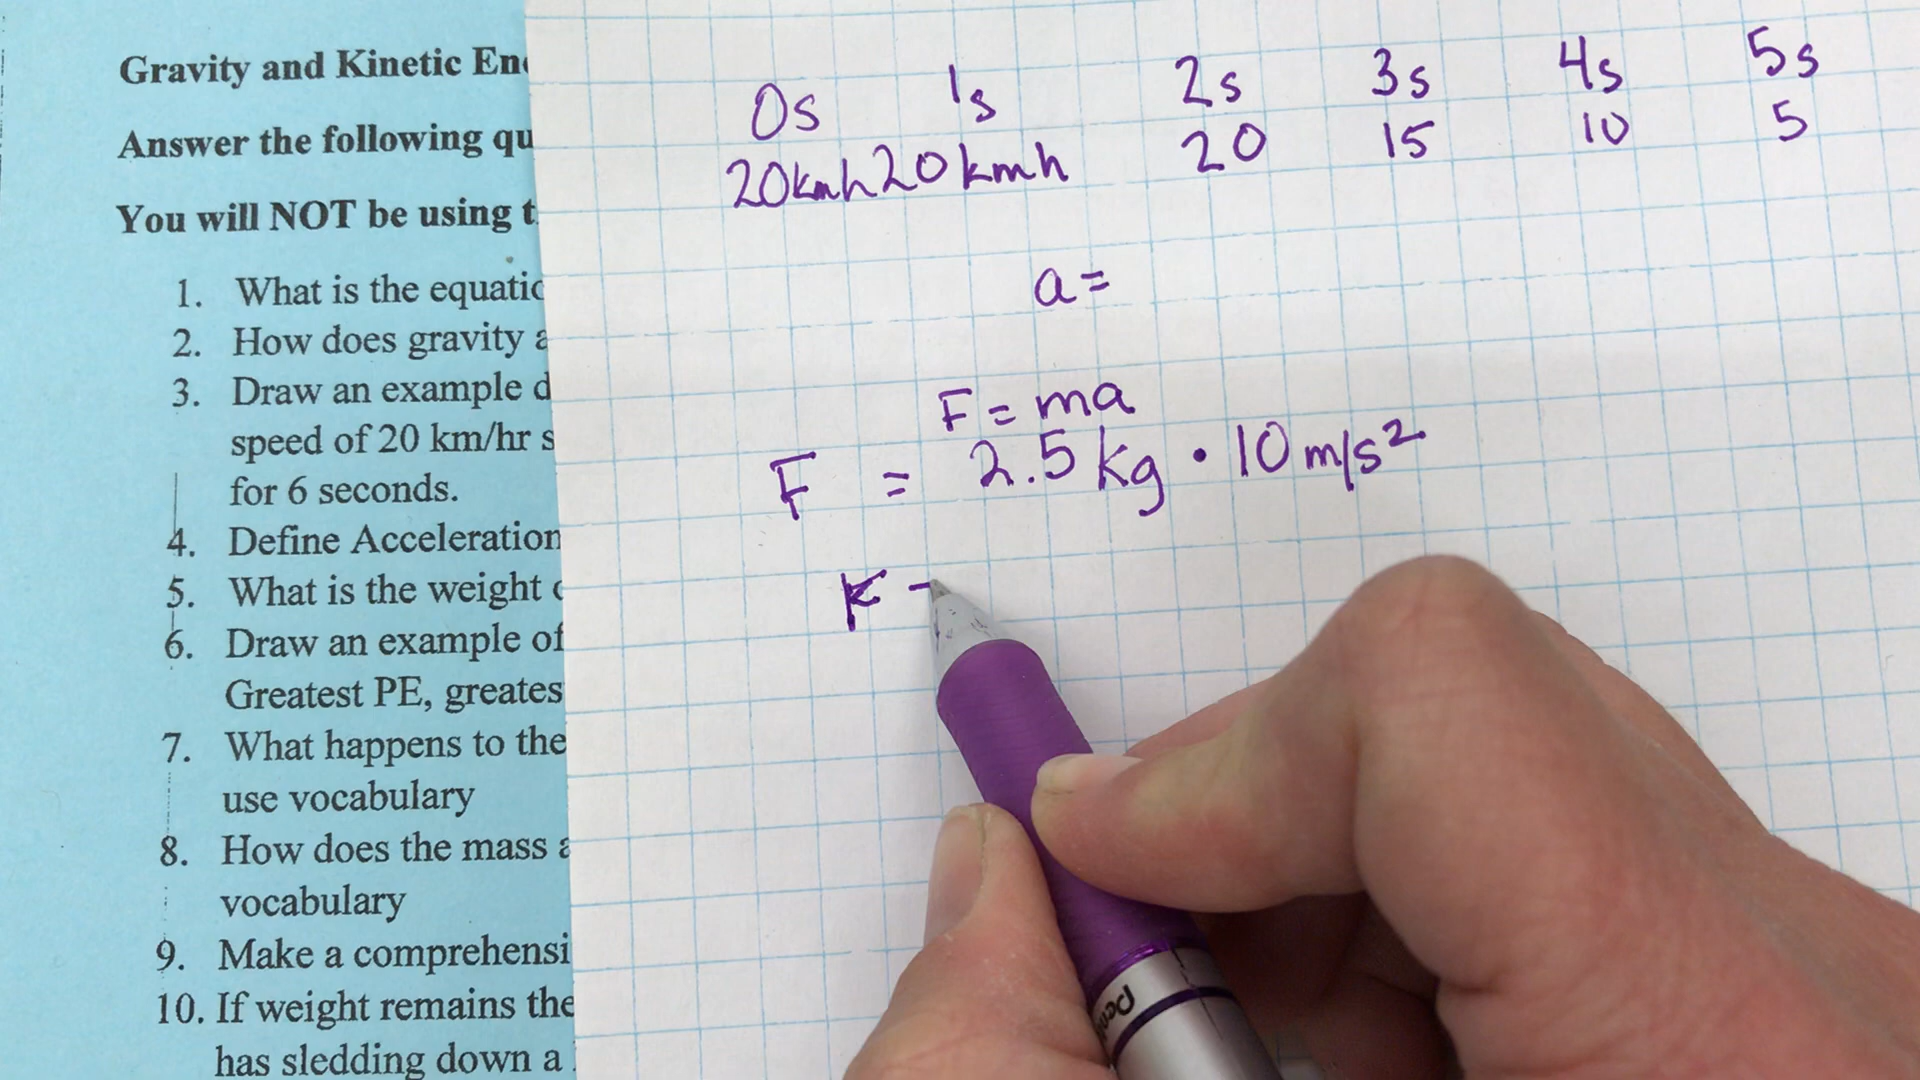 Gravity and Kinetic En
Answer the following qu
You will NOT be using t
1. What is the equatio
2. How does gravity a
3. Draw an example d
speed of 20 km/hr s
for 6 seconds.
4. Define Acceleration
5. What is the weight
6. Draw an example of
Greatest PE, greates
7. What happens to the
use vocabulary
8. How does the mass a
vocabulary
9. Make a comprehensi
10. If weight remains the
has sledding down a
0s 1s 2s 3s 4s 5s
20kmh 20kmh 20 15 10 5
a =
F = ma
F = 2.5 kg · 10 m/s²
K -